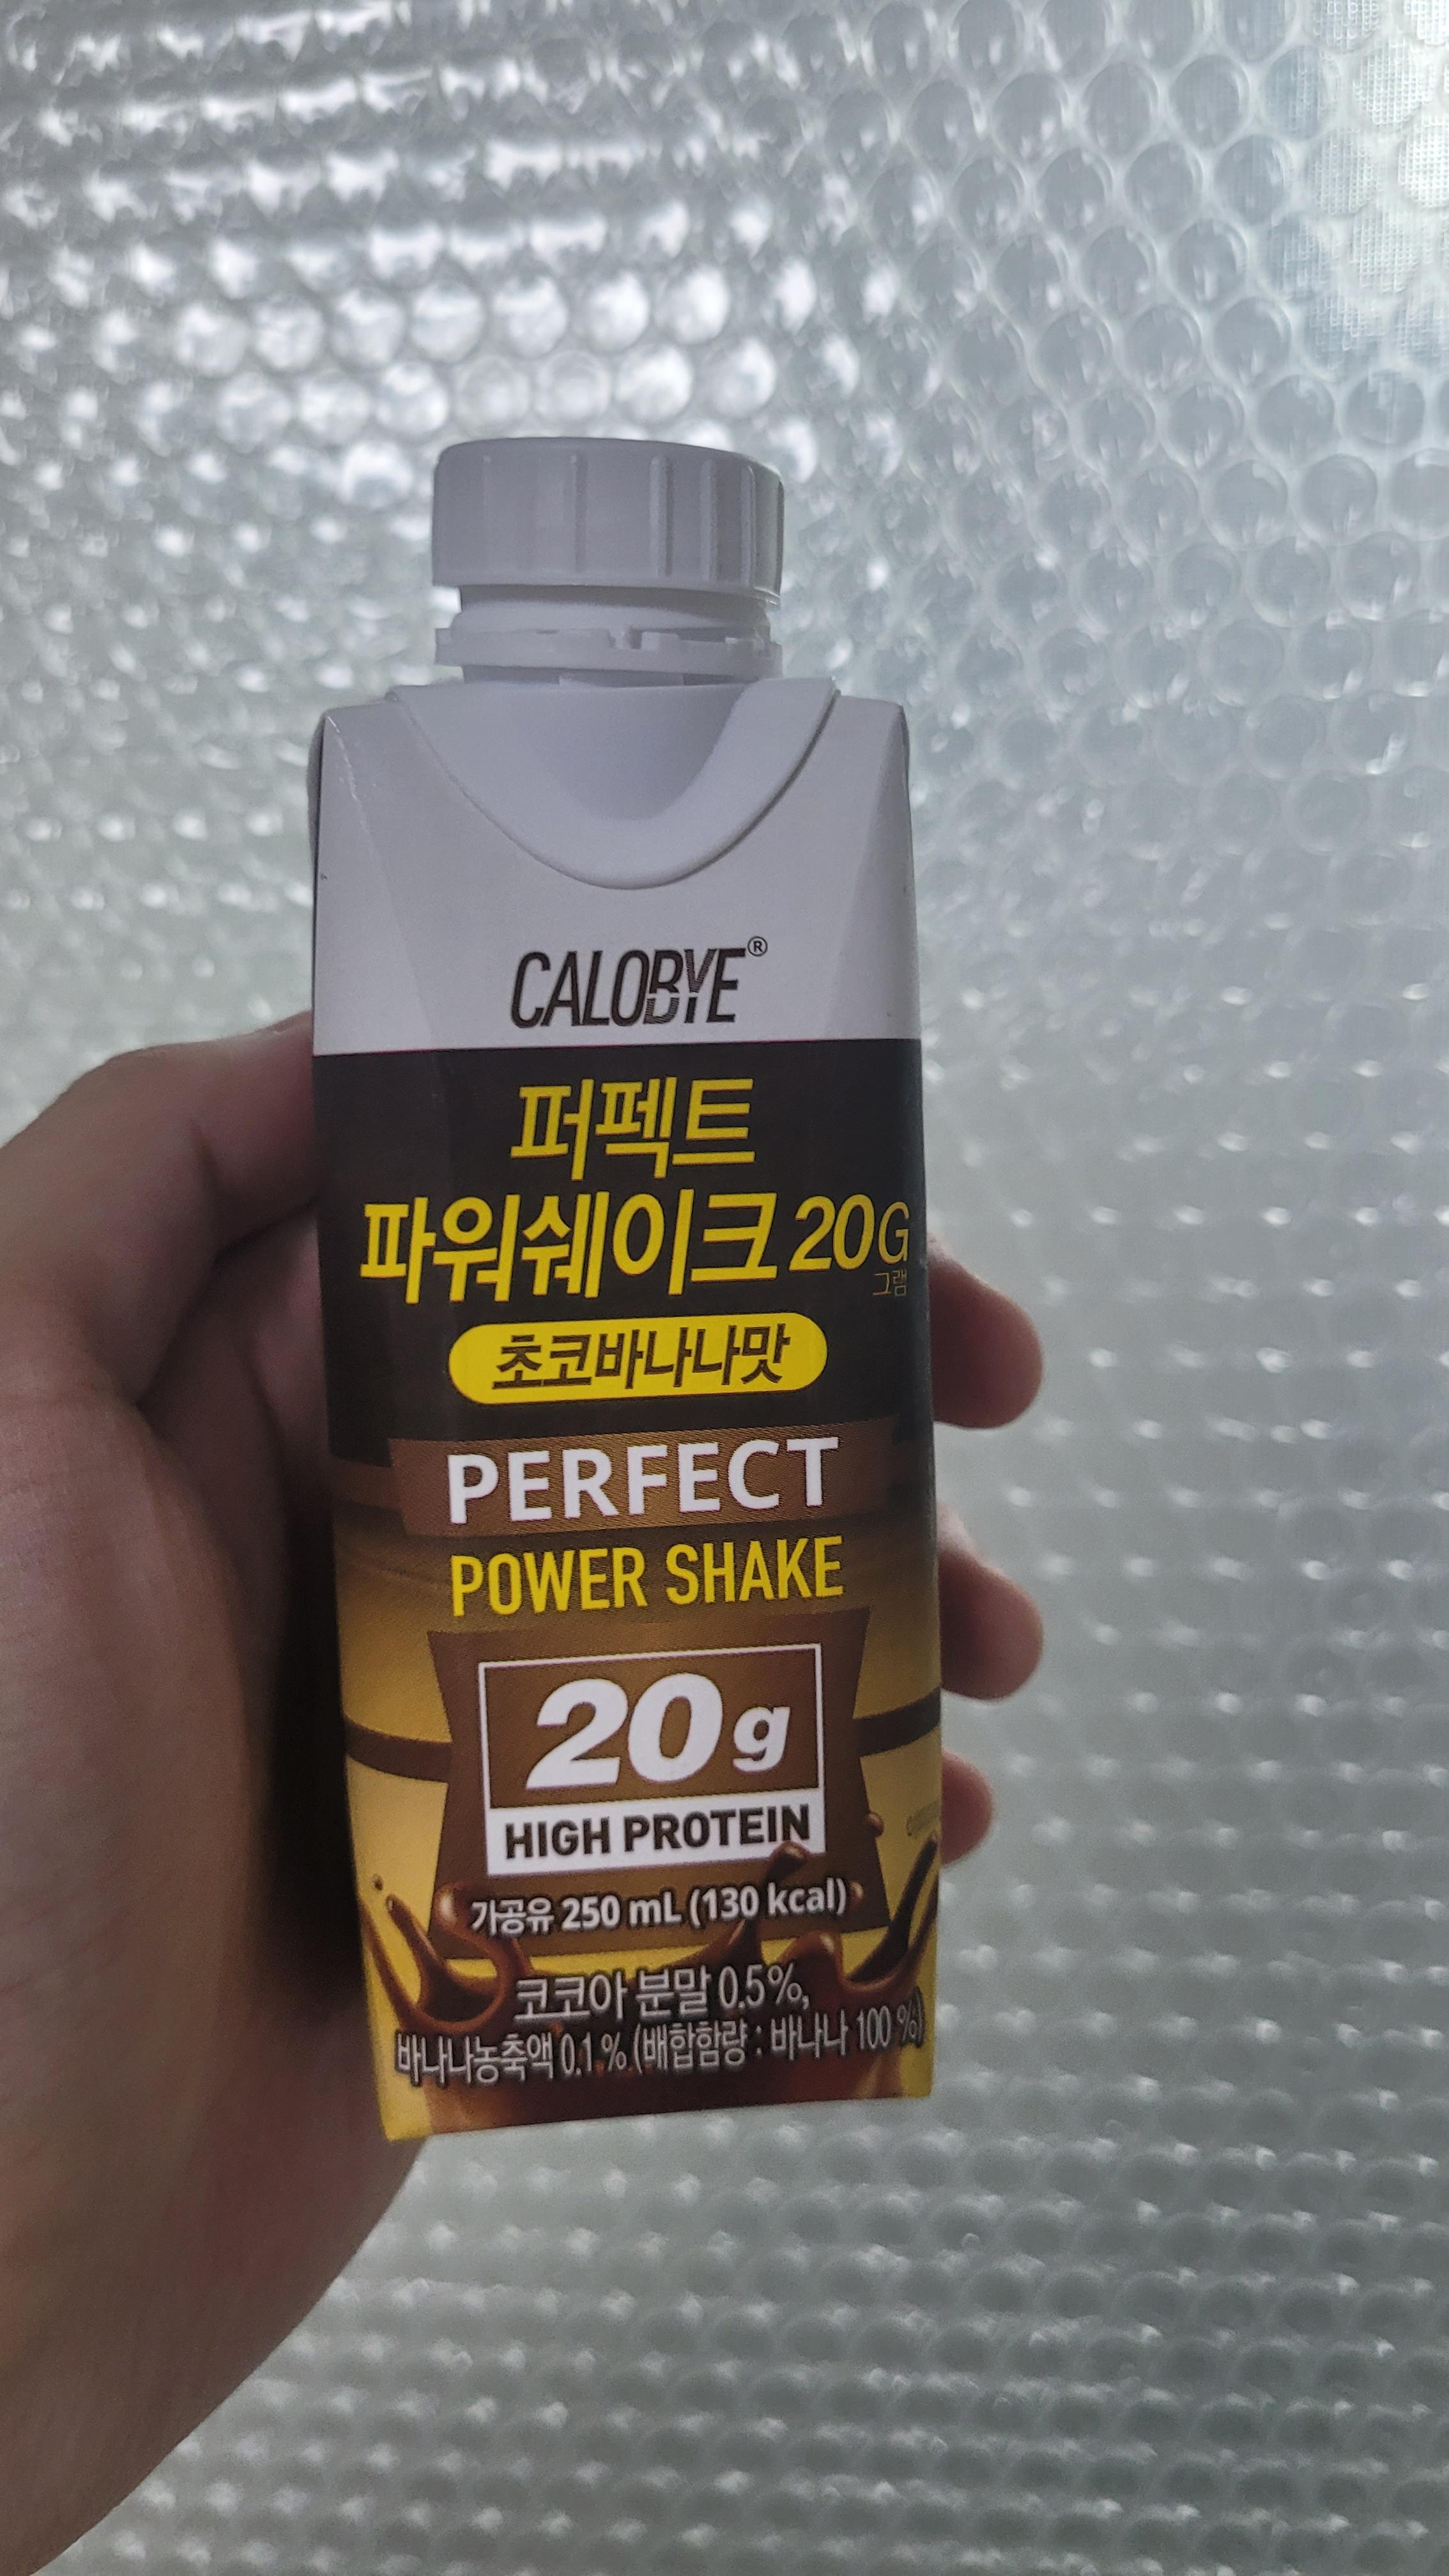 CALOBYE®
퍼펙트
파워쉐이크 20G
그램
초코바나나맛
PERFECT
POWER SHAKE
20g
HIGH PROTEIN
가공유 250 mL (130 kcal)
코코아 분말 0.5%,
바나나농축액 0.1 % (배합함량 : 바나나 100 %)